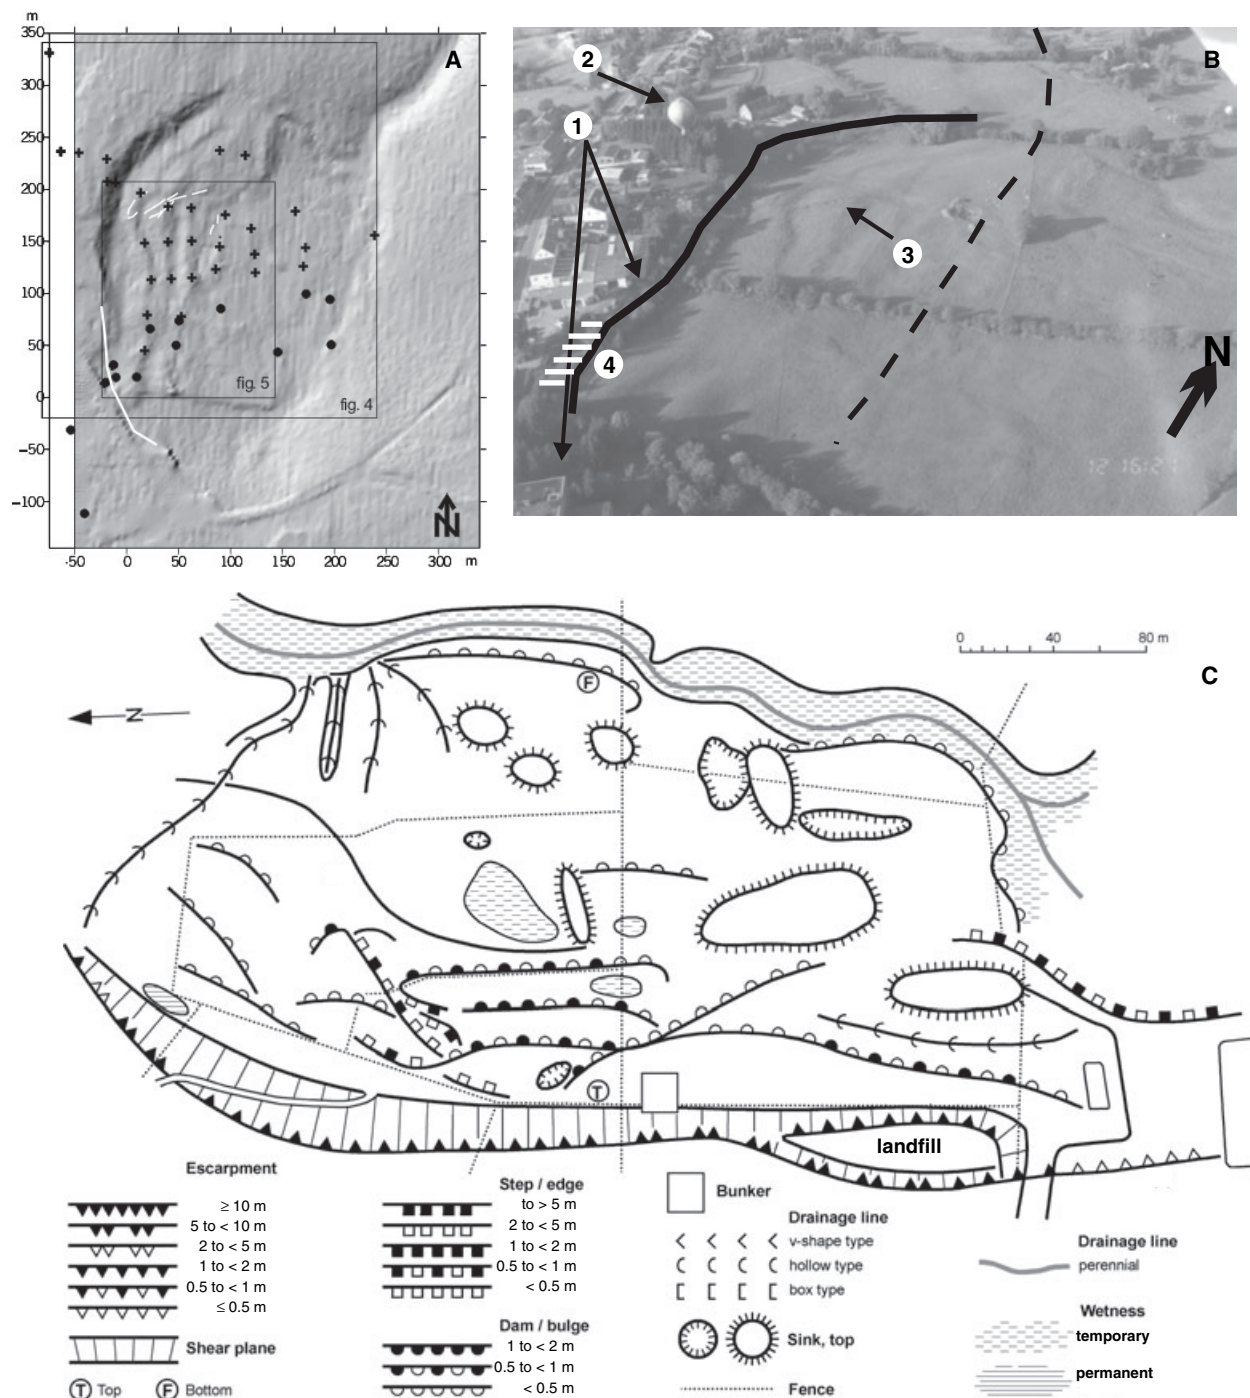 m
350
300
250
200
150
100
50
0
−50
−100
-50 0 50 100 150 200 250 300 m
A
fig. 5
fig. 4
N
B
1
2
3
4
N
12 16:27
C
0 40 80 m
N
F
T
landfill
Escarpment
≥ 10 m
5 to < 10 m
2 to < 5 m
1 to < 2 m
0.5 to < 1 m
≤ 0.5 m
Shear plane
T Top F Bottom
Step / edge
to > 5 m
2 to < 5 m
1 to < 2 m
0.5 to < 1 m
< 0.5 m
Dam / bulge
1 to < 2 m
0.5 to < 1 m
< 0.5 m
Bunker
Drainage line
v-shape type
hollow type
box type
Sink, top
Fence
Drainage line
perennial
Wetness
temporary
permanent